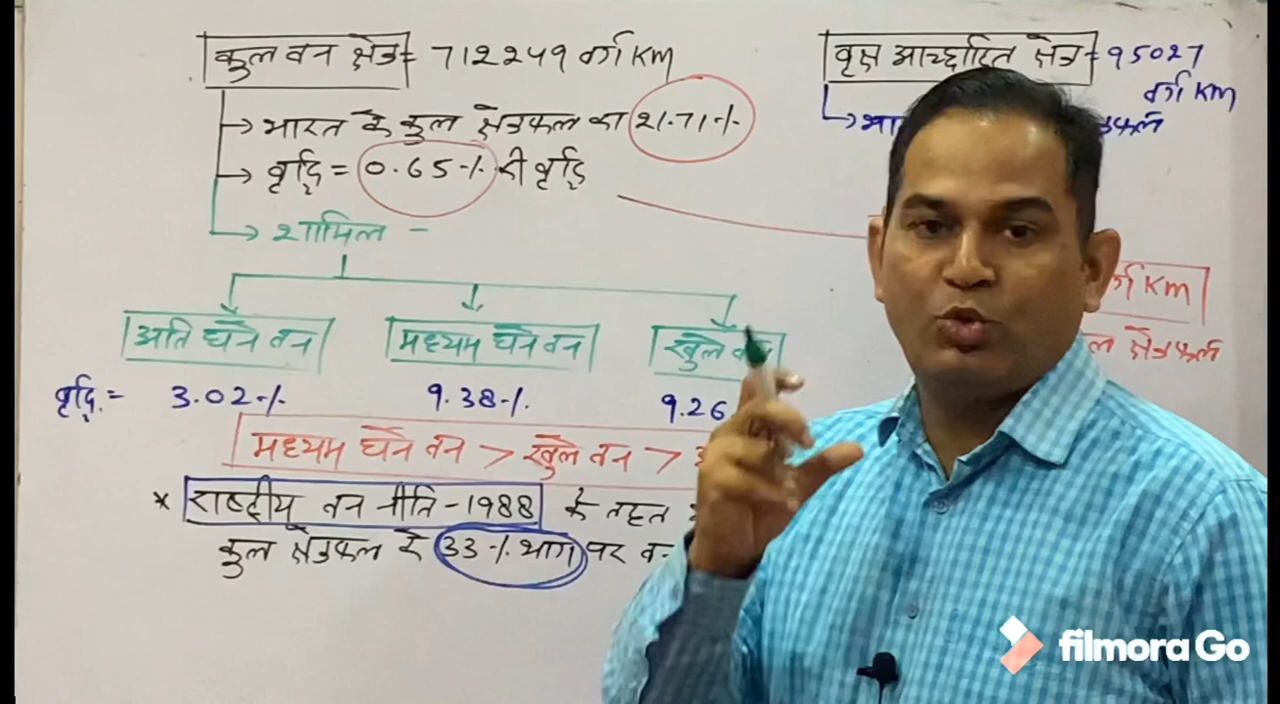 कुल वन क्षेत्र = 712249 वर्ग Km
→ भारत के कुल क्षेत्रफल का 21.71%
→ वृद्धि = 0.65% की वृद्धि
→ शामिल -
अति घने वन
मध्यम घने वन
खुले वन
वृद्धि = 3.02% 9.38% 9.26
मध्यम घने वन > खुले वन >
* राष्ट्रीय वन नीति - 1988 के तहत
कुल क्षेत्रफल के 33% भाग पर
वृक्ष आच्छादित क्षेत्र = 95027
वर्ग Km
वर्ग Km
क्षेत्रफल
filmora Go